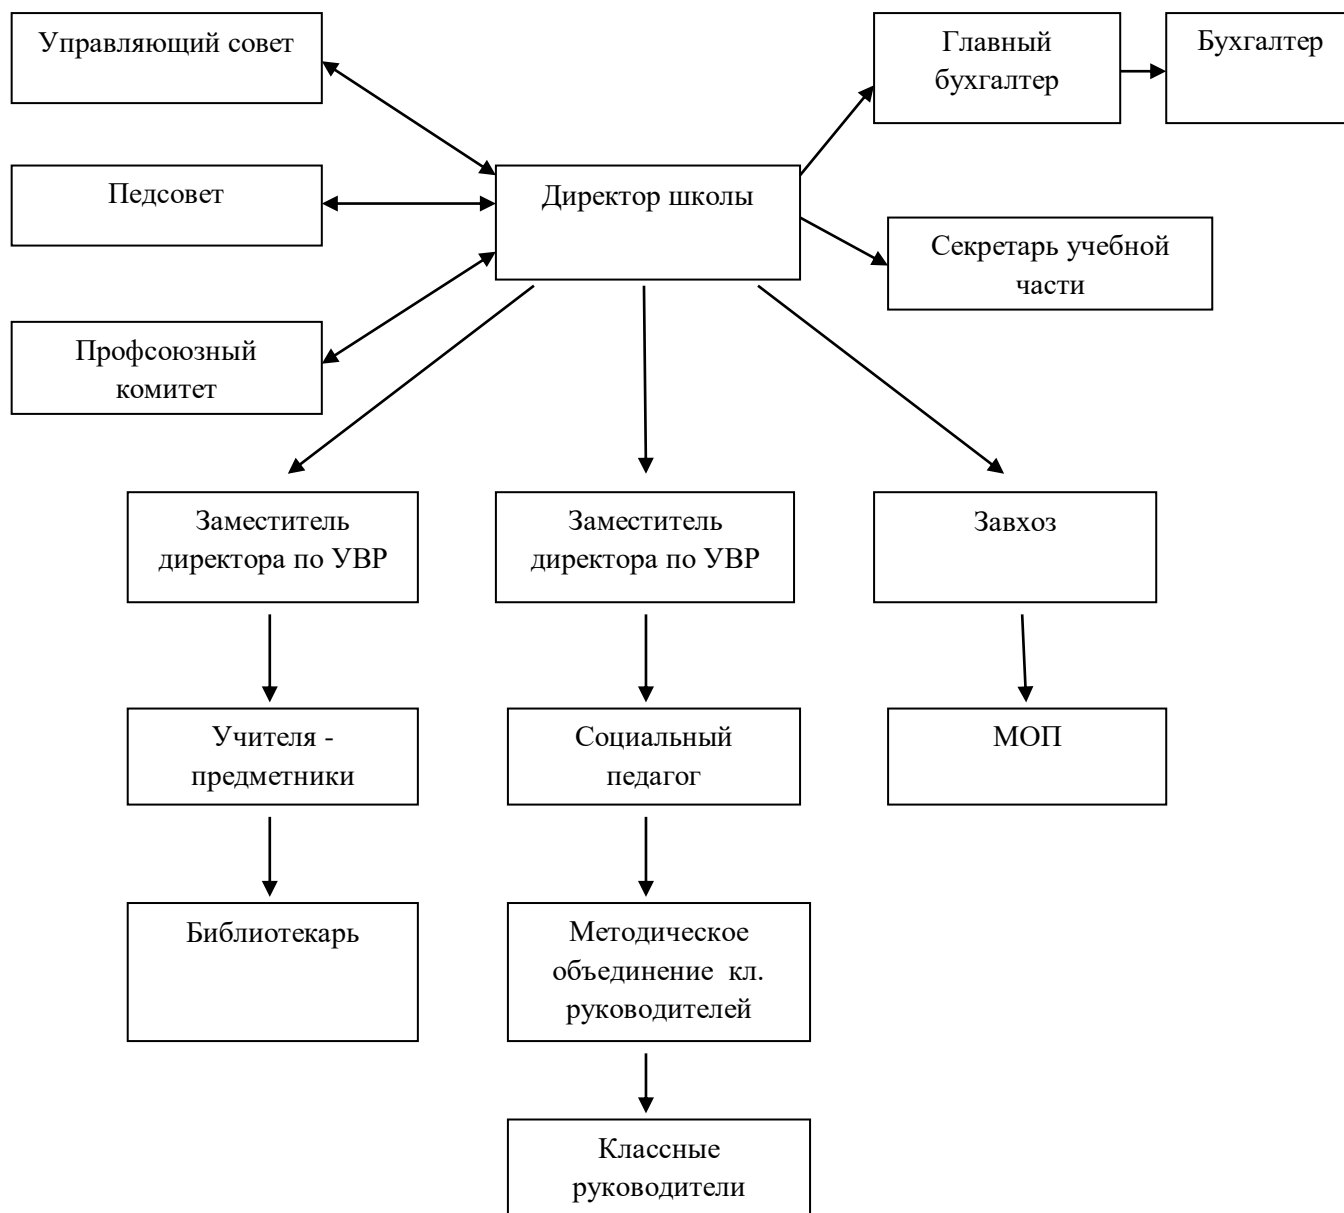 Управляющий совет
Главный
бухгалтер
Бухгалтер
Педсовет
Директор школы
Секретарь учебной
части
Профсоюзный
комитет
Заместитель
директора по УВР
Заместитель
директора по УВР
Завхоз
Учителя -
предметники
Социальный
педагог
МОП
Библиотекарь
Методическое
объединение  кл.
руководителей
Классные
руководители